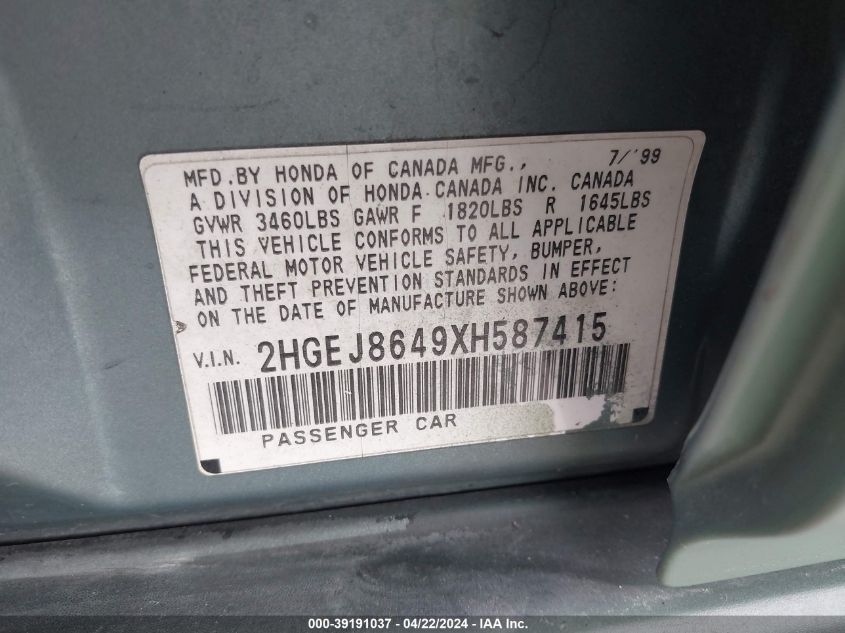 MFD.BY HONDA OF CANADA MFG., 7/'99
A DIVISION OF HONDA CANADA INC. CANADA
GVWR 3460LBS GAWR F 1820LBS R 1645LBS
THIS VEHICLE CONFORMS TO ALL APPLICABLE
FEDERAL MOTOR VEHICLE SAFETY, BUMPER,
AND THEFT PREVENTION STANDARDS IN EFFECT
ON THE DATE OF MANUFACTURE SHOWN ABOVE:
V.I.N. 2HGEJ8649XH587415
PASSENGER CAR
000-39191037 - 04/22/2024 - IAA Inc.